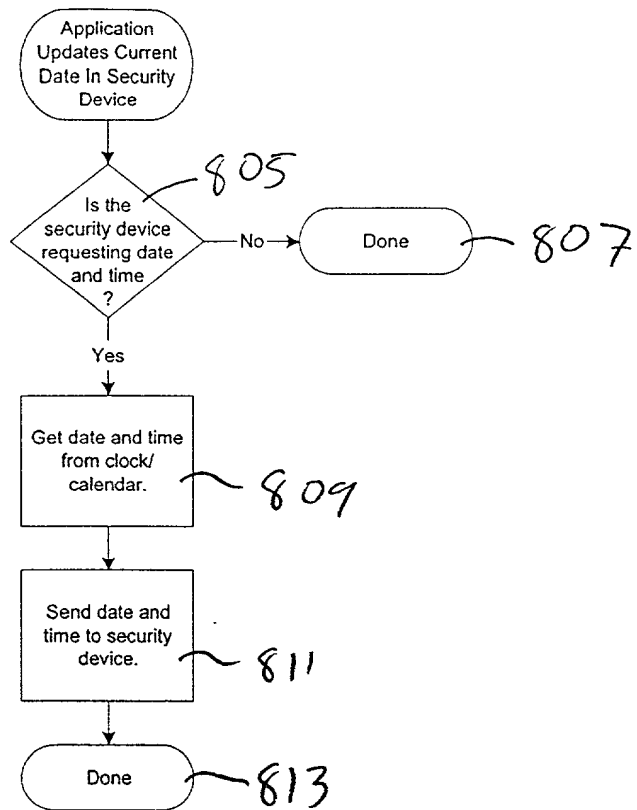 Application
Updates Current
Date In Security
Device
805
Is the
security device
requesting date
and time
?
No
Done
807
Yes
Get date and time
from clock/
calendar.
809
Send date and
time to security
device.
811
Done
813